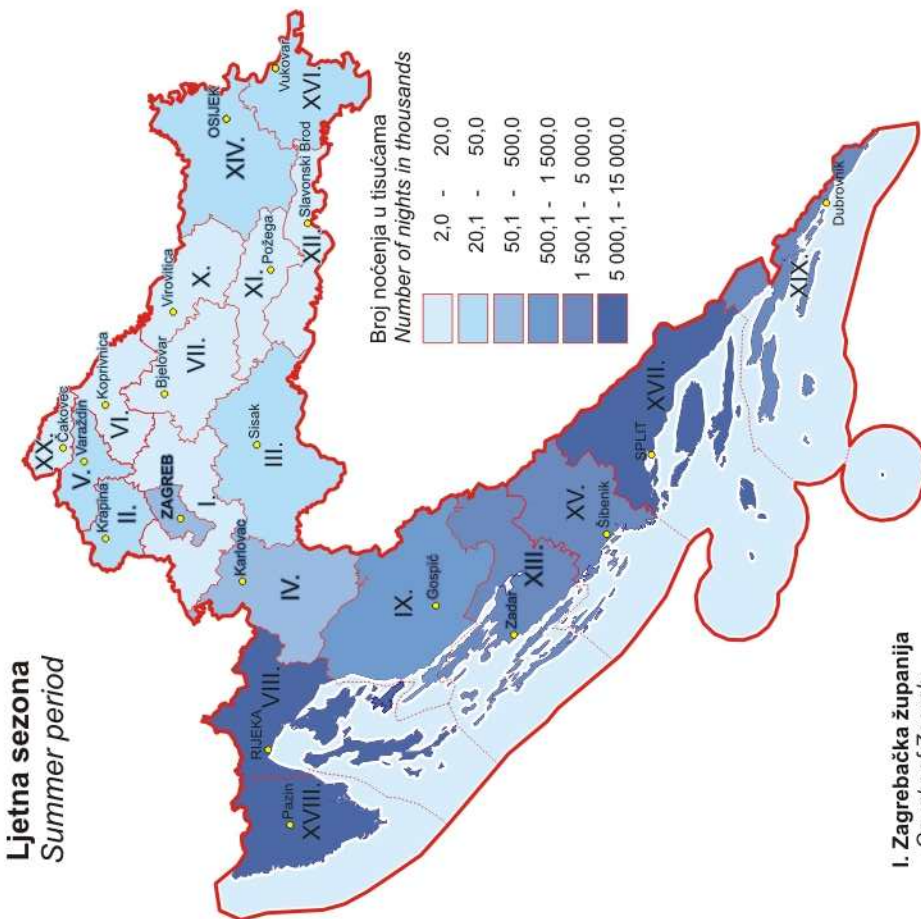 Ljetna sezona
Summer period
XX.
Čakovec
Varaždin
V.
Krapina
II.
Koprivnica
VI.
ZAGREB
I.
Bjelovar
VII.
Virovitica
X.
OSIJEK
XIV.
Vukovar
XVI.
Požega
XI.
Slavonski Brod
XII.
Sisak
III.
Karlovac
IV.
RIJEKA
VIII.
Pazin
XVIII.
IX.
Gospić
Zadar
XIII.
XV.
Šibenik
SPLIT
XVII.
XIX.
Dubrovnik
Broj noćenja u tisućama
Number of nights in thousands
2,0 - 20,0
20,1 - 50,0
50,1 - 500,0
500,1 - 1 500,0
1 500,1 - 5 000,0
5 000,1 - 15 000,0
I. Zagrebačka županija